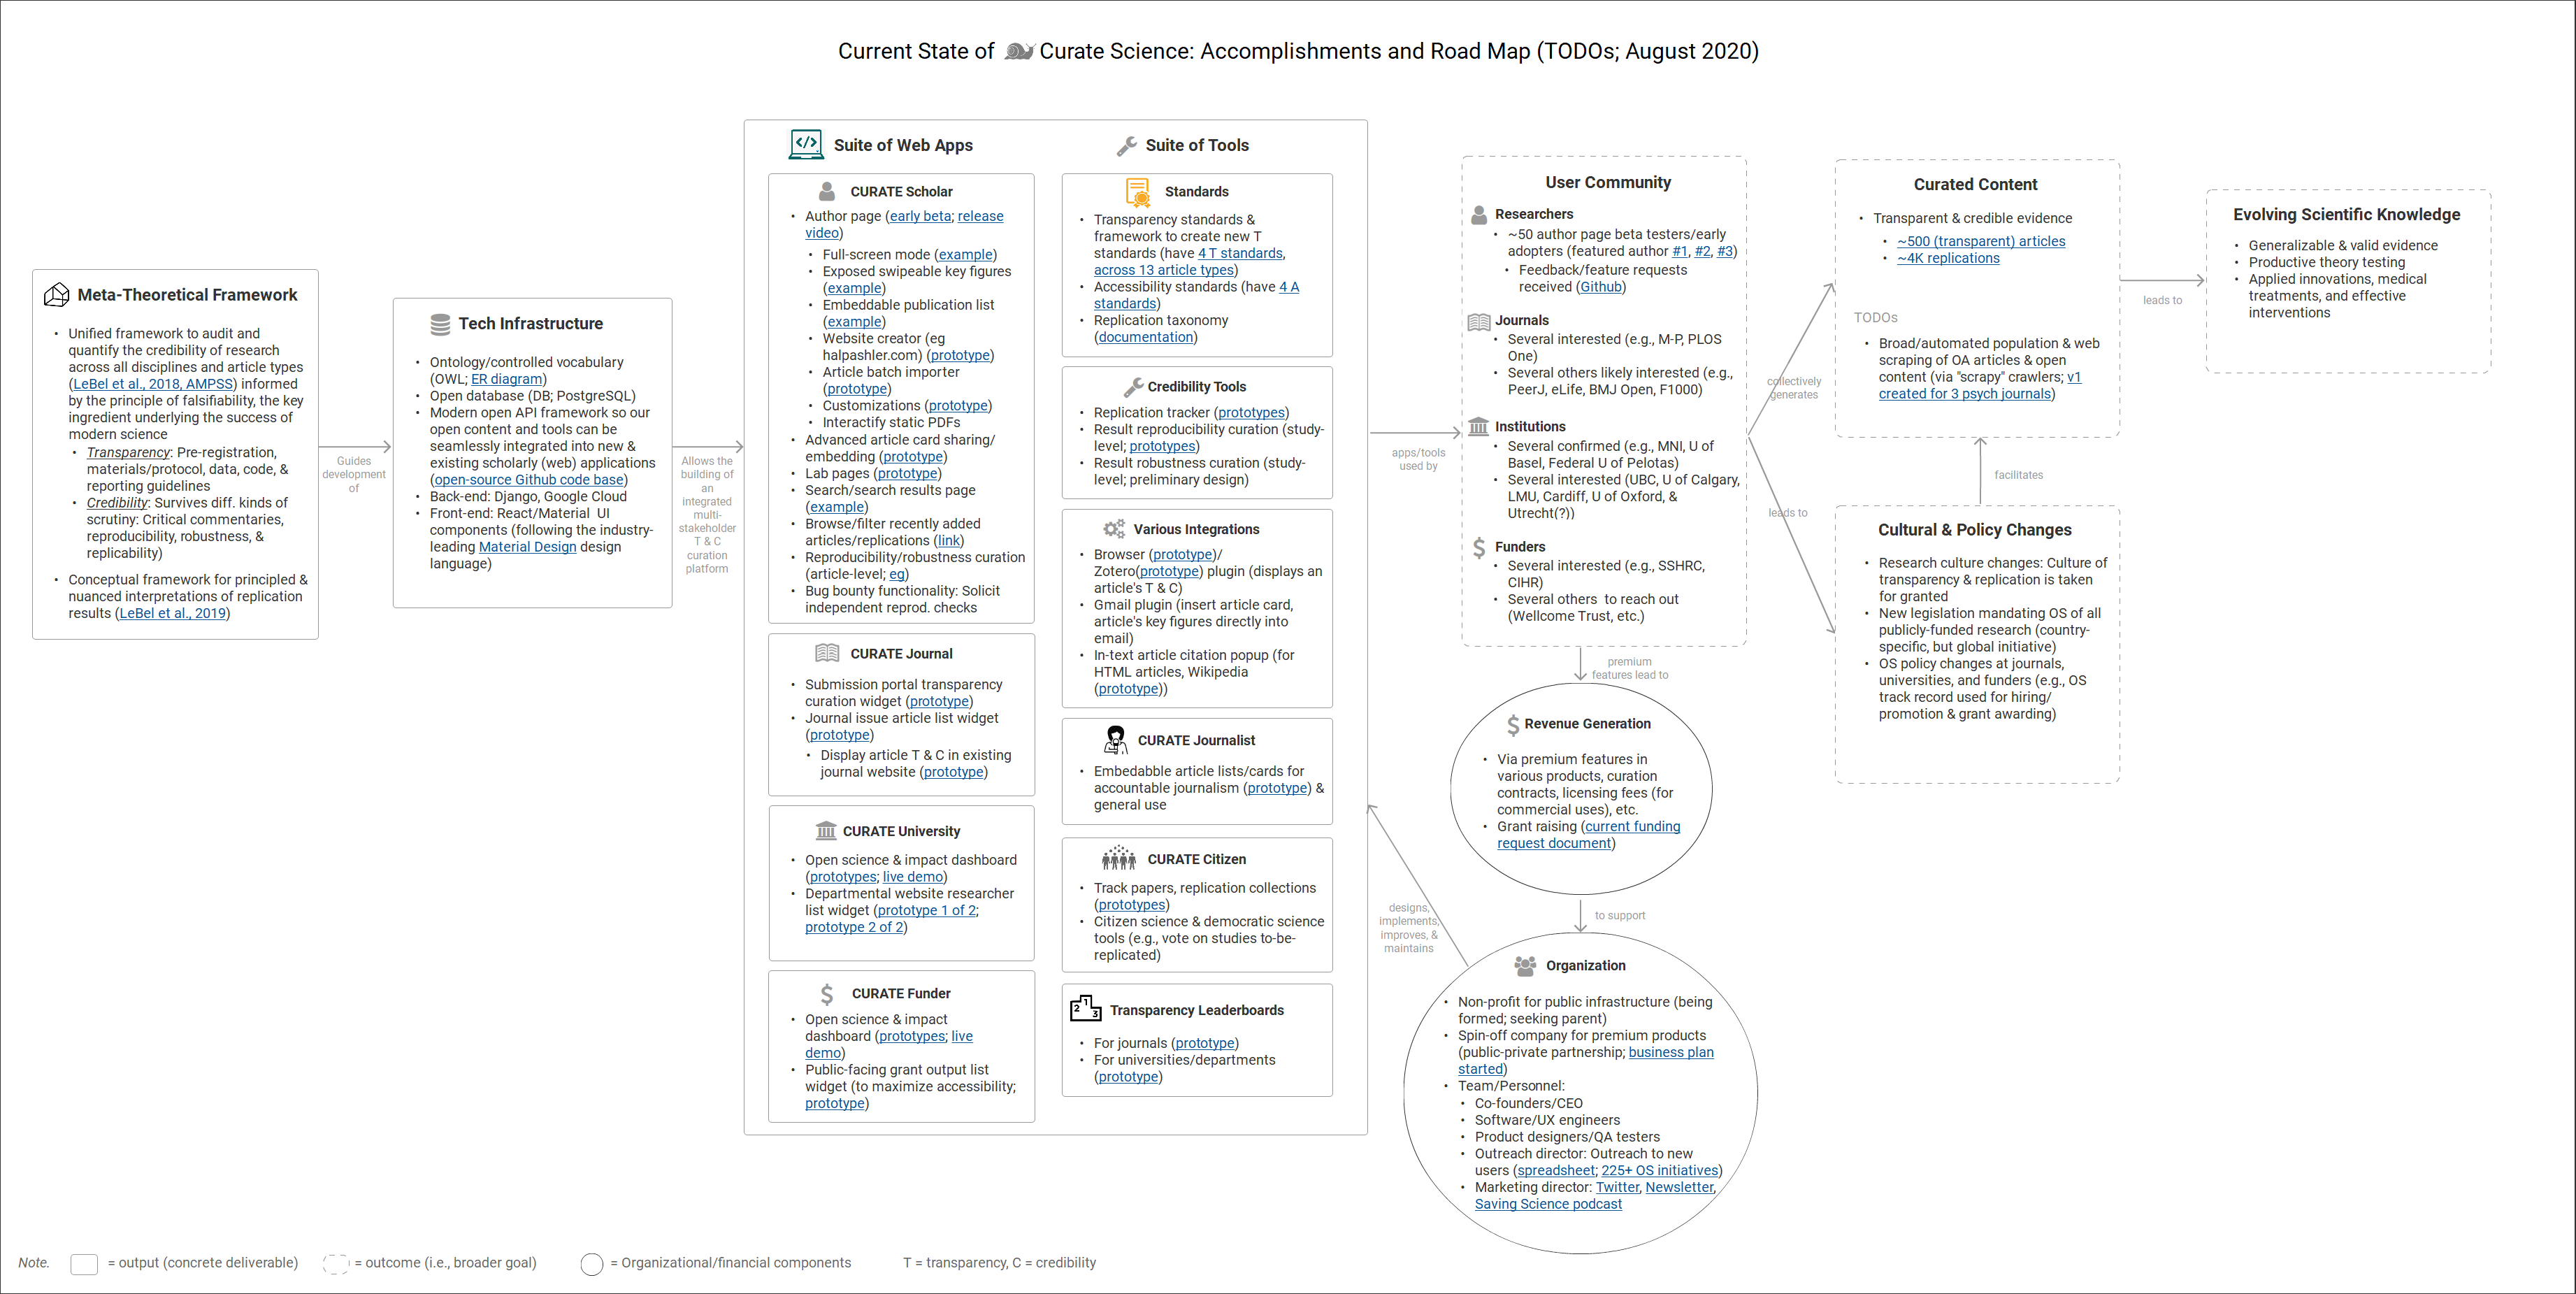 Current State of Curate Science: Accomplishments and Road Map (TODOs; August 2020)
Meta-Theoretical Framework
• Unified framework to audit and
quantify the credibility of research
across all disciplines and article types
(LeBel et al., 2018, AMPSS) informed
by the principle of falsifiability, the key
ingredient underlying the success of
modern science
• Transparency: Pre-registration,
materials/protocol, data, code, &
reporting guidelines
• Credibility: Survives diff. kinds of
scrutiny: Critical commentaries,
reproducibility, robustness, &
replicability)
• Conceptual framework for principled &
nuanced interpretations of replication
results (LeBel et al., 2019)
Guides
development
of
Tech Infrastructure
• Ontology/controlled vocabulary
(OWL; ER diagram)
• Open database (DB; PostgreSQL)
• Modern open API framework so our
open content and tools can be
seamlessly integrated into new &
existing scholarly (web) applications
(open-source Github code base)
• Back-end: Django, Google Cloud
• Front-end: React/Material UI
components (following the industry-
leading Material Design design
language)
Allows the
building of
an
integrated
multi-
stakeholder
T & C
curation
platform
Suite of Web Apps
CURATE Scholar
• Author page (early beta; release
video)
• Full-screen mode (example)
• Exposed swipeable key figures
(example)
• Embeddable publication list
(example)
• Website creator (eg
halpashler.com) (prototype)
• Article batch importer
(prototype)
• Customizations (prototype)
• Interactify static PDFs
• Advanced article card sharing/
embedding (prototype)
• Lab pages (prototype)
• Search/search results page
(example)
• Browse/filter recently added
articles/replications (link)
• Reproducibility/robustness curation
(article-level; eg)
• Bug bounty functionality: Solicit
independent reprod. checks
CURATE Journal
• Submission portal transparency
curation widget (prototype)
• Journal issue article list widget
(prototype)
• Display article T & C in existing
journal website (prototype)
CURATE University
• Open science & impact dashboard
(prototypes; live demo)
• Departmental website researcher
list widget (prototype 1 of 2;
prototype 2 of 2)
CURATE Funder
• Open science & impact
dashboard (prototypes; live
demo)
• Public-facing grant output list
widget (to maximize accessibility;
prototype)
Suite of Tools
Standards
• Transparency standards &
framework to create new T
standards (have 4 T standards,
across 13 article types)
• Accessibility standards (have 4 A
standards)
• Replication taxonomy
(documentation)
Credibility Tools
• Replication tracker (prototypes)
• Result reproducibility curation (study-
level; prototypes)
• Result robustness curation (study-
level; preliminary design)
Various Integrations
• Browser (prototype)/
Zotero(prototype) plugin (displays an
article's T & C)
• Gmail plugin (insert article card,
article's key figures directly into
email)
• In-text article citation popup (for
HTML articles, Wikipedia
(prototype))
CURATE Journalist
• Embedabble article lists/cards for
accountable journalism (prototype) &
general use
CURATE Citizen
• Track papers, replication collections
(prototypes)
• Citizen science & democratic science
tools (e.g., vote on studies to-be-
replicated)
2 1 3
Transparency Leaderboards
• For journals (prototype)
• For universities/departments
(prototype)
apps/tools
used by
User Community
Researchers
• ~50 author page beta testers/early
adopters (featured author #1, #2, #3)
• Feedback/feature requests
received (Github)
Journals
• Several interested (e.g., M-P, PLOS
One)
• Several others likely interested (e.g.,
PeerJ, eLife, BMJ Open, F1000)
Institutions
• Several confirmed (e.g., MNI, U of
Basel, Federal U of Pelotas)
• Several interested (UBC, U of Calgary,
LMU, Cardiff, U of Oxford, &
Utrecht(?))
$ Funders
• Several interested (e.g., SSHRC,
CIHR)
• Several others to reach out
(Wellcome Trust, etc.)
premium
features lead to
$ Revenue Generation
• Via premium features in
various products, curation
contracts, licensing fees (for
commercial uses), etc.
• Grant raising (current funding
request document)
to support
designs,
implements,
improves, &
maintains
Organization
• Non-profit for public infrastructure (being
formed; seeking parent)
• Spin-off company for premium products
(public-private partnership; business plan
started)
• Team/Personnel:
• Co-founders/CEO
• Software/UX engineers
• Product designers/QA testers
• Outreach director: Outreach to new
users (spreadsheet; 225+ OS initiatives)
• Marketing director: Twitter, Newsletter,
Saving Science podcast
collectively
generates
leads to
Curated Content
• Transparent & credible evidence
• ~500 (transparent) articles
• ~4K replications
TODOs
• Broad/automated population & web
scraping of OA articles & open
content (via "scrapy" crawlers; v1
created for 3 psych journals)
facilitates
Cultural & Policy Changes
• Research culture changes: Culture of
transparency & replication is taken
for granted
• New legislation mandating OS of all
publicly-funded research (country-
specific, but global initiative)
• OS policy changes at journals,
universities, and funders (e.g., OS
track record used for hiring/
promotion & grant awarding)
leads to
Evolving Scientific Knowledge
• Generalizable & valid evidence
• Productive theory testing
• Applied innovations, medical
treatments, and effective
interventions
Note. = output (concrete deliverable) = outcome (i.e., broader goal) = Organizational/financial components T = transparency, C = credibility